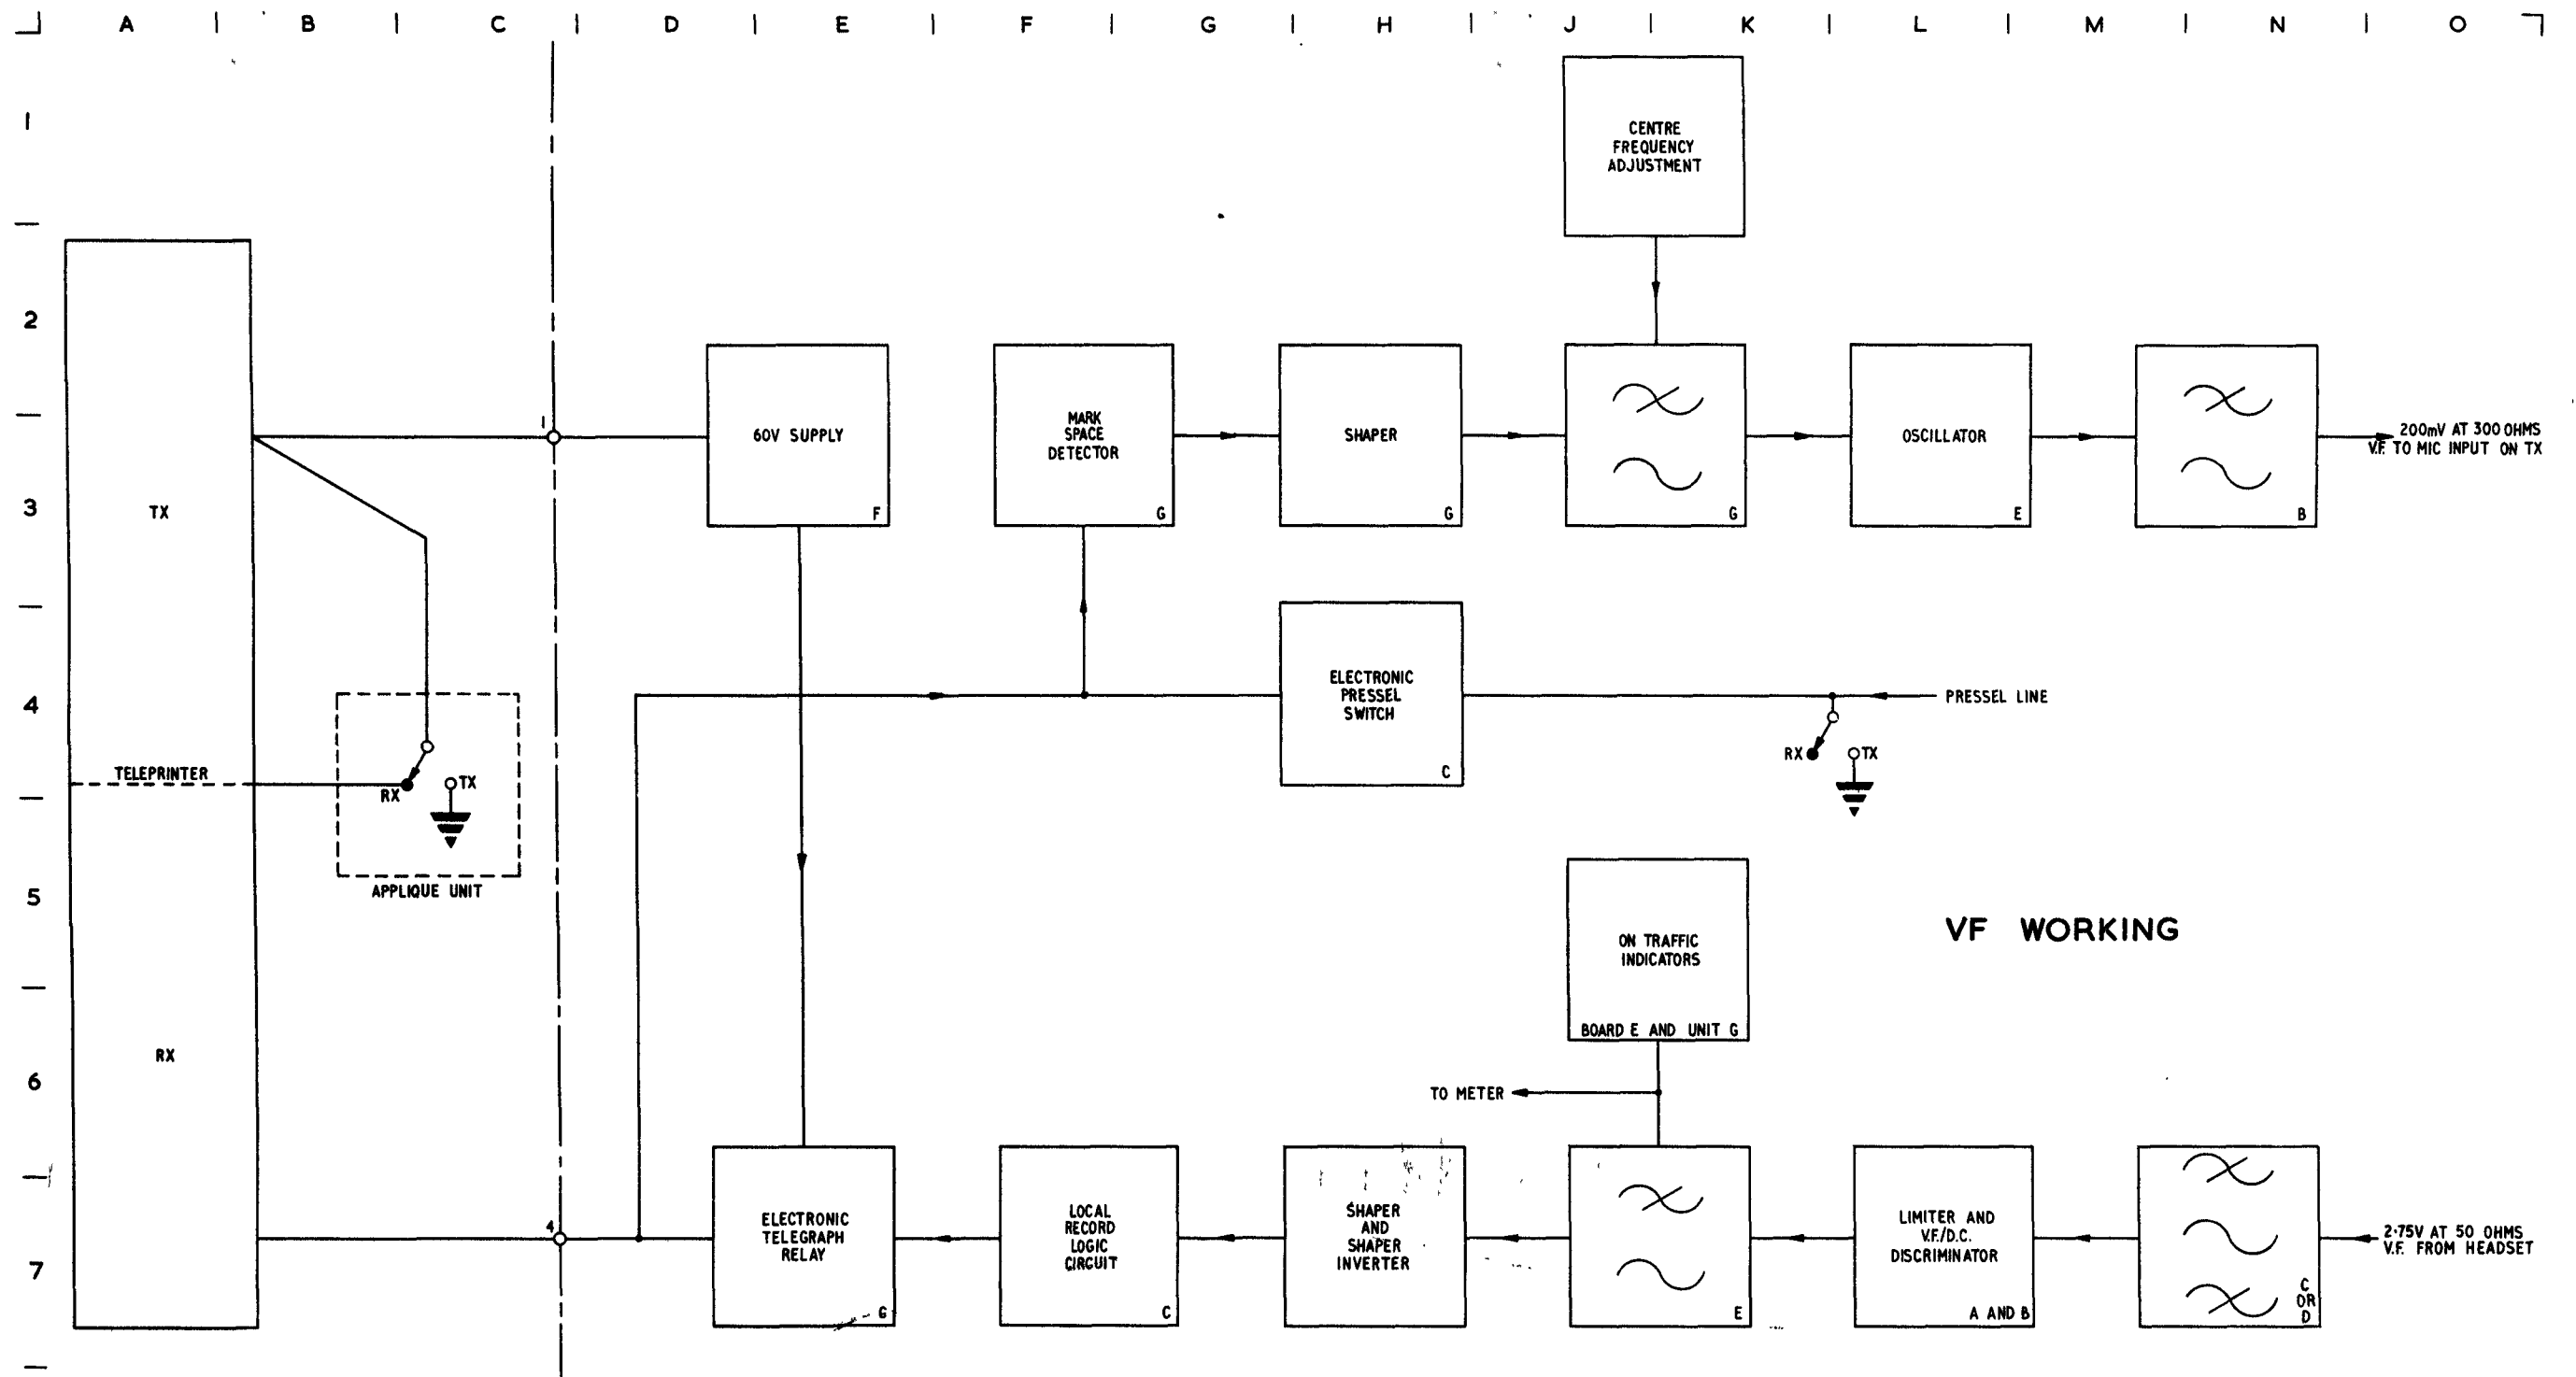 A B C D E F G H J K L M N O
1
CENTRE
FREQUENCY
ADJUSTMENT
2
1
60V SUPPLY
F
MARK
SPACE
DETECTOR
G
SHAPER
G
G
OSCILLATOR
E
B
200mV AT 300 OHMS
V.F. TO MIC INPUT ON TX
3
TX
4
ELECTRONIC
PRESSEL
SWITCH
C
PRESSEL LINE
RX
TX
TELEPRINTER
RX
TX
APPLIQUE UNIT
5
ON TRAFFIC
INDICATORS
BOARD E AND UNIT G
VF WORKING
RX
6
TO METER
4
ELECTRONIC
TELEGRAPH
RELAY
G
LOCAL
RECORD
LOGIC
CIRCUIT
C
SHAPER
AND
SHAPER
INVERTER
E
LIMITER AND
V.F./D.C.
DISCRIMINATOR
A AND B
C
OR
D
2·75V AT 50 OHMS
V.F. FROM HEADSET
7